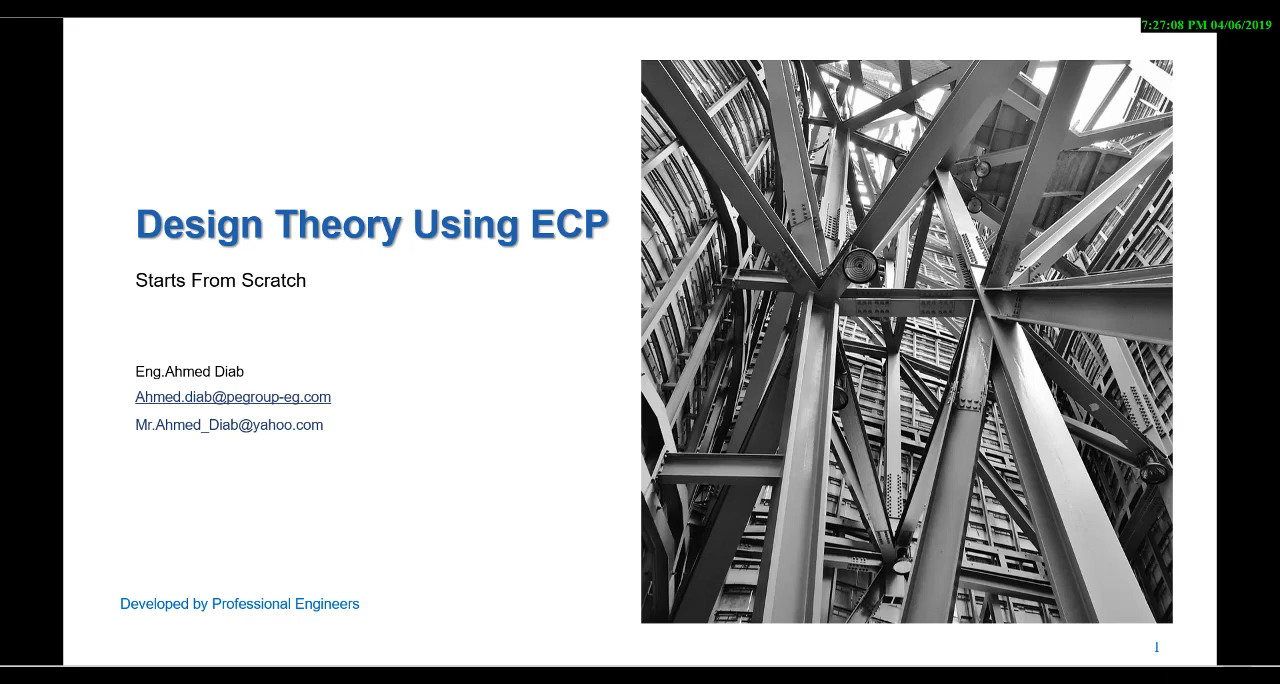 7:27:08 PM 04/06/2019
Design Theory Using ECP
Starts From Scratch
Eng.Ahmed Diab
Ahmed.diab@pegroup-eg.com
Mr.Ahmed_Diab@yahoo.com
Developed by Professional Engineers
1